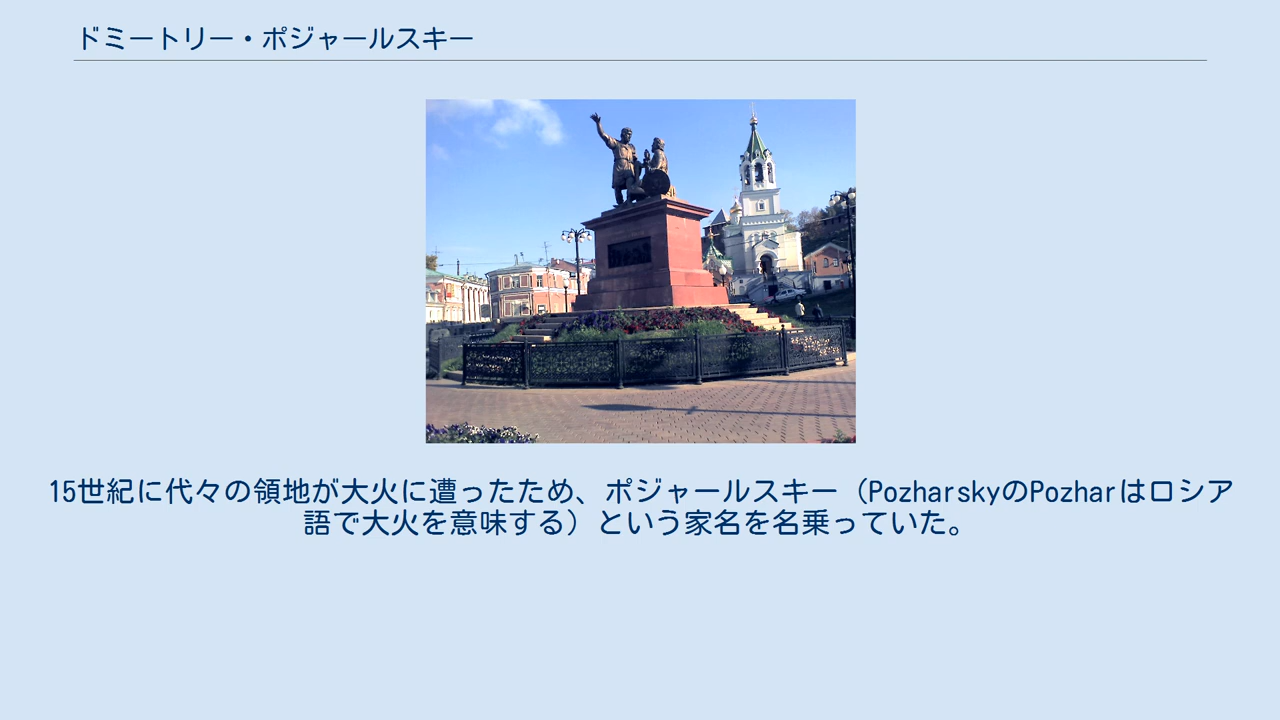 ドミートリー・ポジャールスキー
15世紀に代々の領地が大火に遭ったため、ポジャールスキー（PozharskyのPozharはロシア
語で大火を意味する）という家名を名乗っていた。